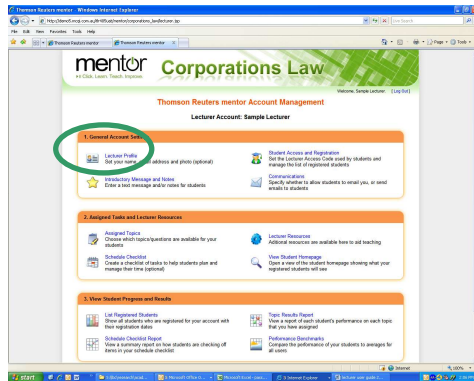 Thomson Reuters mentor - Windows Internet Explorer
File Edit View Favorites Tools Help
Thomson Reuters mentor
Thomson Reuters mentor
Page
Tools
mentor
Click. Learn. Teach. Improve.
Corporations Law
Welcome, Sample Lecturer. [Log Out]
Thomson Reuters mentor Account Management
Lecturer Account: Sample Lecturer
1. General Account
Lecturer Profile
Set your name, address and photo (optional)
Student Access and Registration
Set the Lecturer Access Code used by students and
manage the list of registered students
Introductory Message and Notes
Enter a text message and/or notes for students
Communications
Specify whether to allow students to email you, or send
emails to students
2. Assigned Tasks and Lecturer Resources
Assigned Topics
Choose which topics/questions are available for your
students
Lecturer Resources
Additional resources are available here to aid teaching
Schedule Checklist
Create a checklist of tasks to help students plan and
manage their time (optional)
View Student Homepage
Open a view of the student homepage showing what your
registered students will see
3. View Student Progress and Results
List Registered Students
Show all students who are registered for your account with
their registration dates
Topic Results Report
View a report of each student's performance on each topic
that you have assigned
Schedule Checklist Report
View a summary report on how students are checking off
items in your schedule checklist
Performance Benchmarks
Compare the performance of your students to averages for
all users
Internet
100%
start